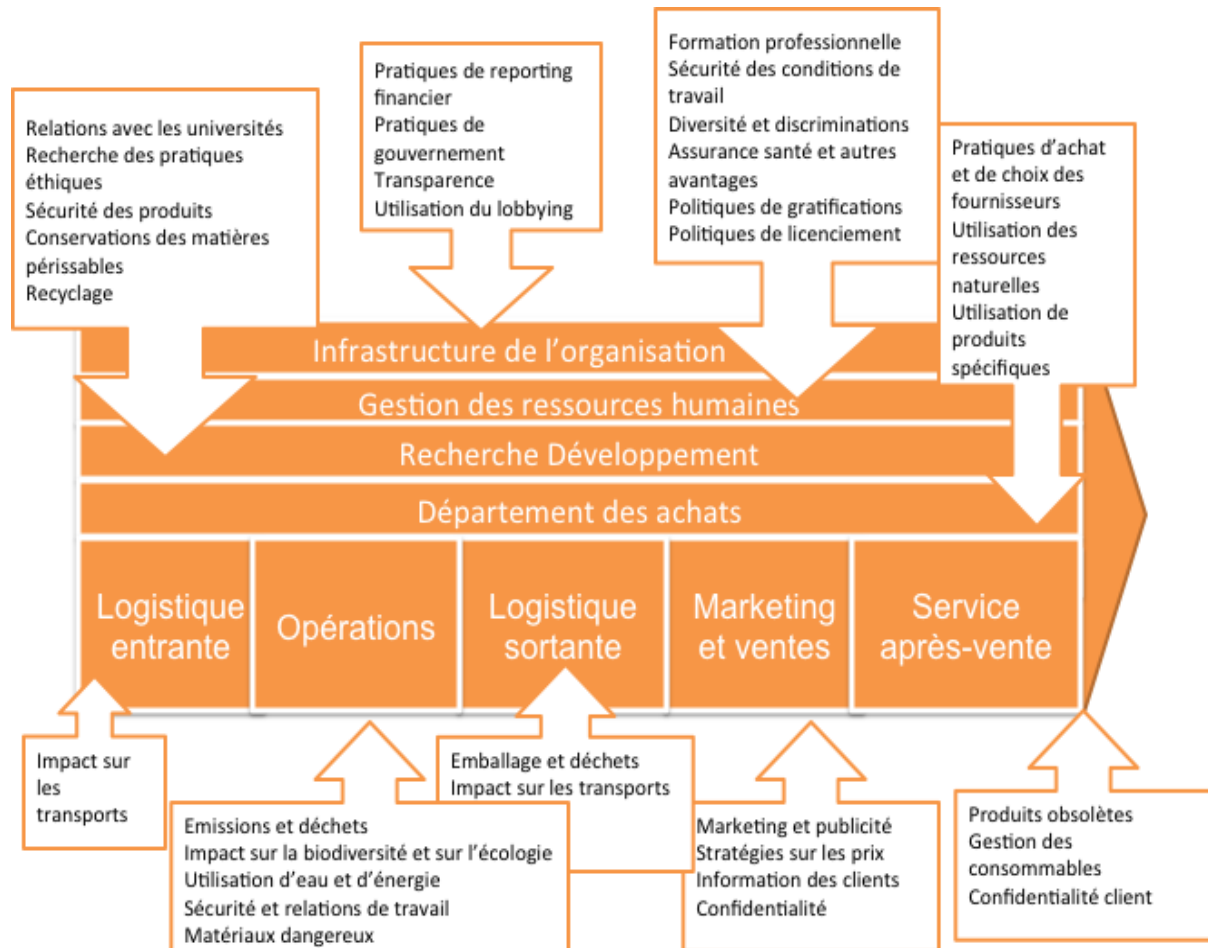 Relations avec les universités
Recherche des pratiques
éthiques
Sécurité des produits
Conservations des matières
périssables
Recyclage
Pratiques de reporting
financier
Pratiques de
gouvernement
Transparence
Utilisation du lobbying
Formation professionnelle
Sécurité des conditions de
travail
Diversité et discriminations
Assurance santé et autres
avantages
Politiques de gratifications
Politiques de licenciement
Pratiques d'achat
et de choix des
fournisseurs
Utilisation des
ressources
naturelles
Utilisation de
produits
spécifiques
Infrastructure de l'organisation
Gestion des ressources humaines
Recherche Développement
Département des achats
Logistique
entrante
Opérations
Logistique
sortante
Marketing
et ventes
Service
après-vente
Impact sur
les
transports
Emissions et déchets
Impact sur la biodiversité et sur l'écologie
Utilisation d'eau et d'énergie
Sécurité et relations de travail
Matériaux dangereux
Emballage et déchets
Impact sur les transports
Marketing et publicité
Stratégies sur les prix
Information des clients
Confidentialité
Produits obsolètes
Gestion des
consommables
Confidentialité client